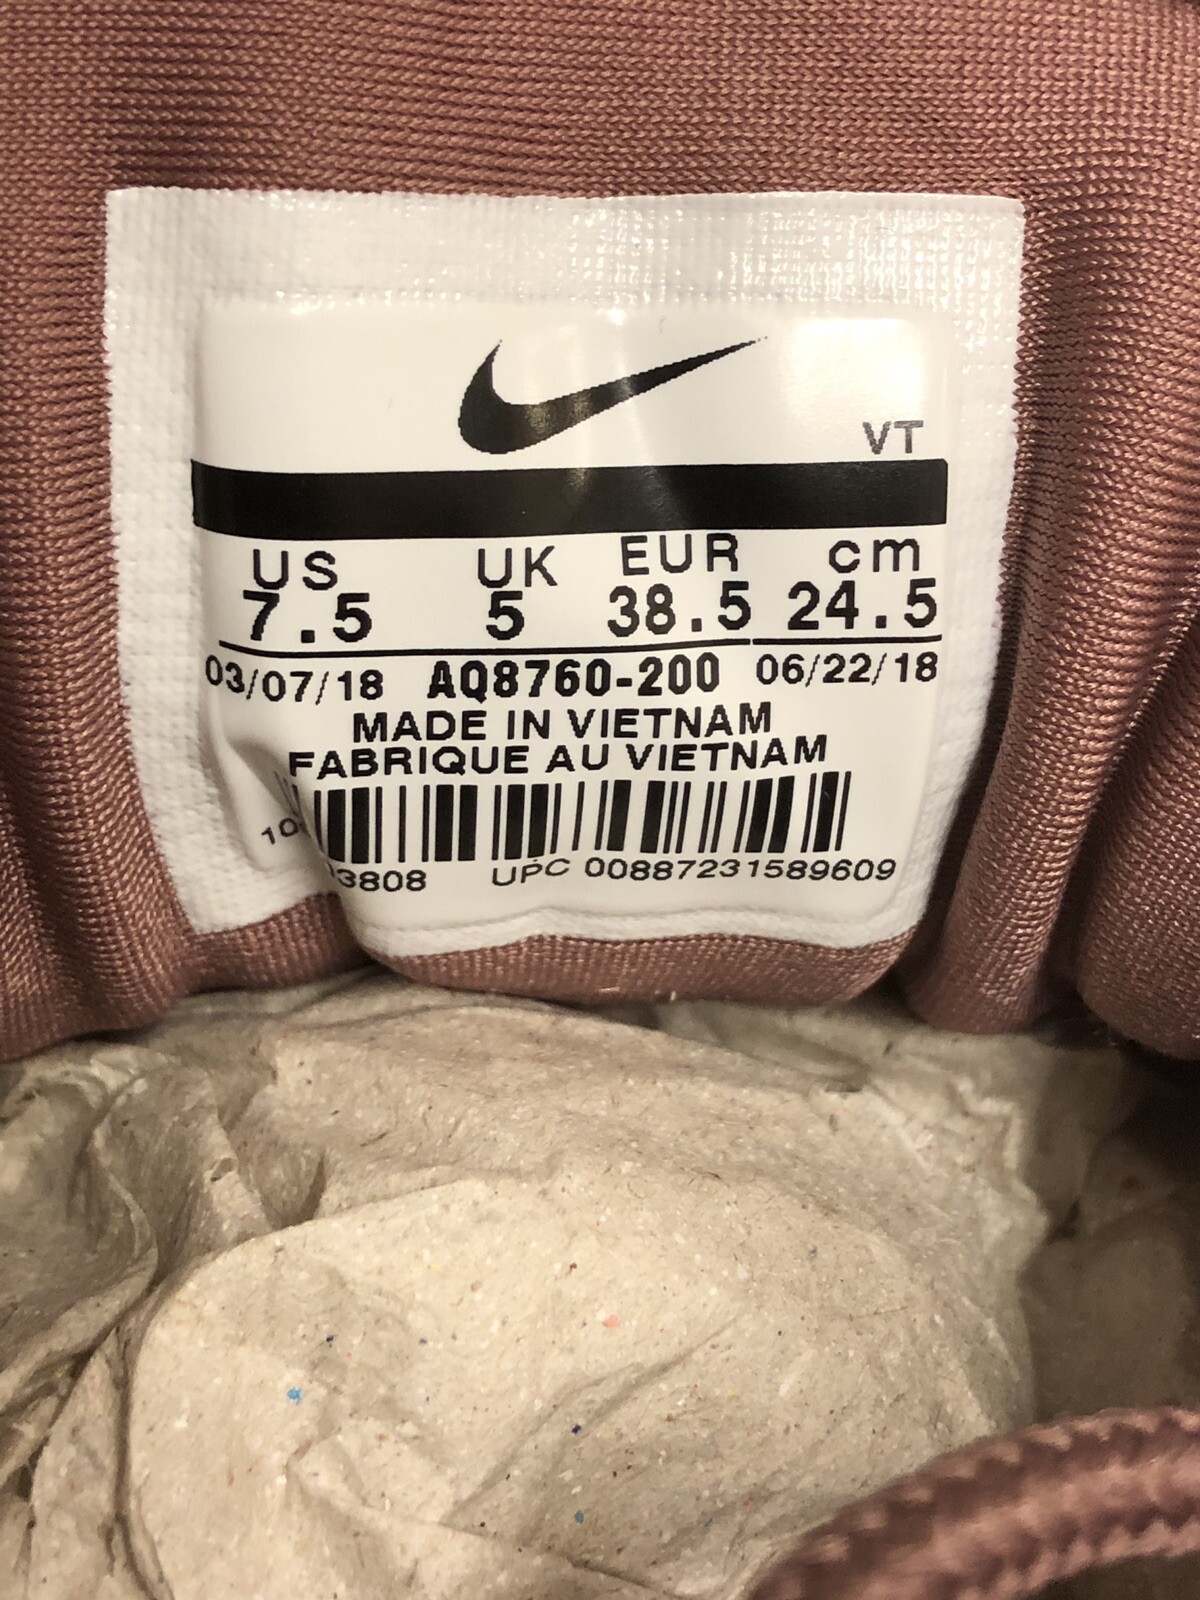 VT
US UK EUR cm
7.5 5 38.5 24.5
03/07/18 AQ8760-200 06/22/18
MADE IN VIETNAM
FABRIQUE AU VIETNAM
UPC 00887231589609